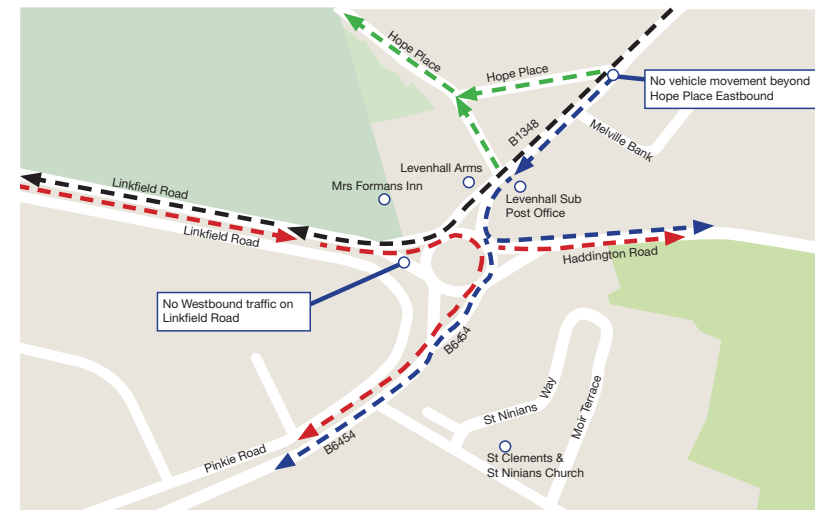 Hope Place
Hope Place
No vehicle movement beyond
Hope Place Eastbound
B1348
Melville Bank
Levenhall Arms
Mrs Formans Inn
Levenhall Sub
Post Office
Linkfield Road
Linkfield Road
Haddington Road
No Westbound traffic on
Linkfield Road
B6454
St Ninians Way
Moir Terrace
Pinkie Road
B6454
St Clements &
St Ninians Church